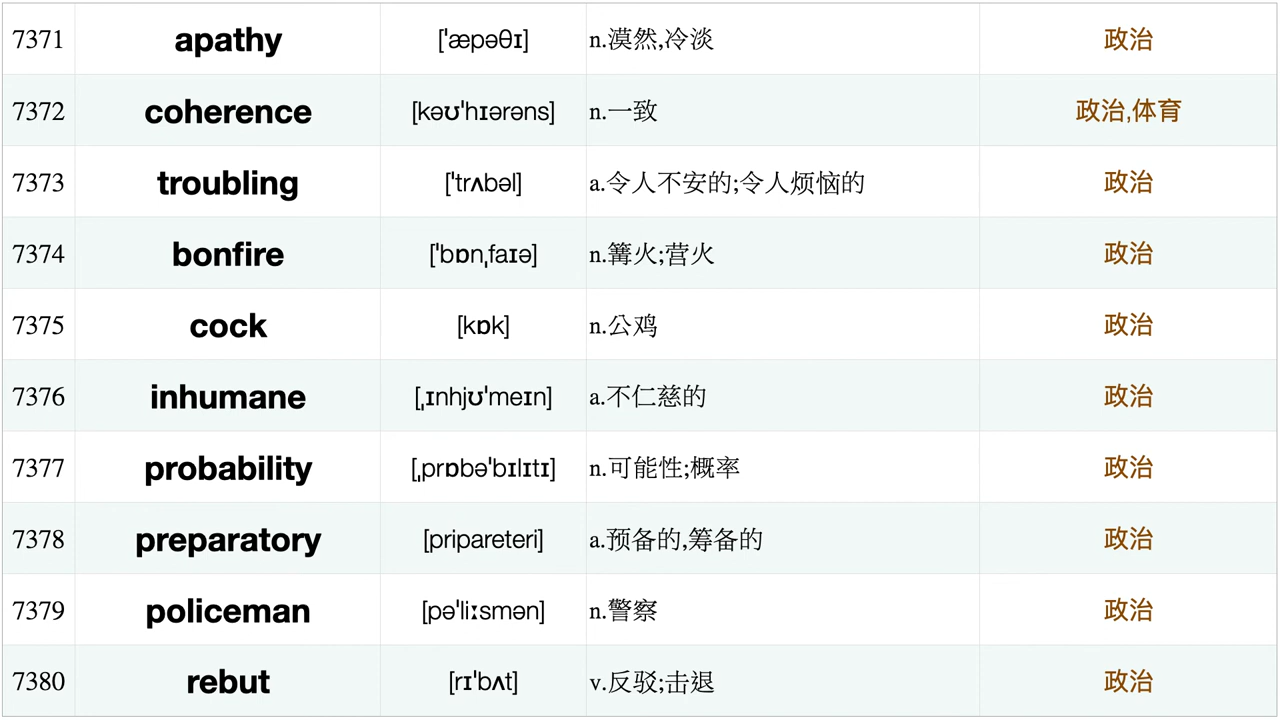 7371 apathy ['æpəθɪ] n.漠然,冷淡 政治
7372 coherence [kəʊ'hɪərəns] n.一致 政治,体育
7373 troubling ['trʌbəl] a.令人不安的;令人烦恼的 政治
7374 bonfire ['bɒnˌfaɪə] n.篝火;营火 政治
7375 cock [kɒk] n.公鸡 政治
7376 inhumane [ˌɪnhjʊ'meɪn] a.不仁慈的 政治
7377 probability [ˌprɒbə'bɪlɪtɪ] n.可能性;概率 政治
7378 preparatory [pripareteri] a.预备的,筹备的 政治
7379 policeman [pə'liːsmən] n.警察 政治
7380 rebut [rɪ'bʌt] v.反驳;击退 政治